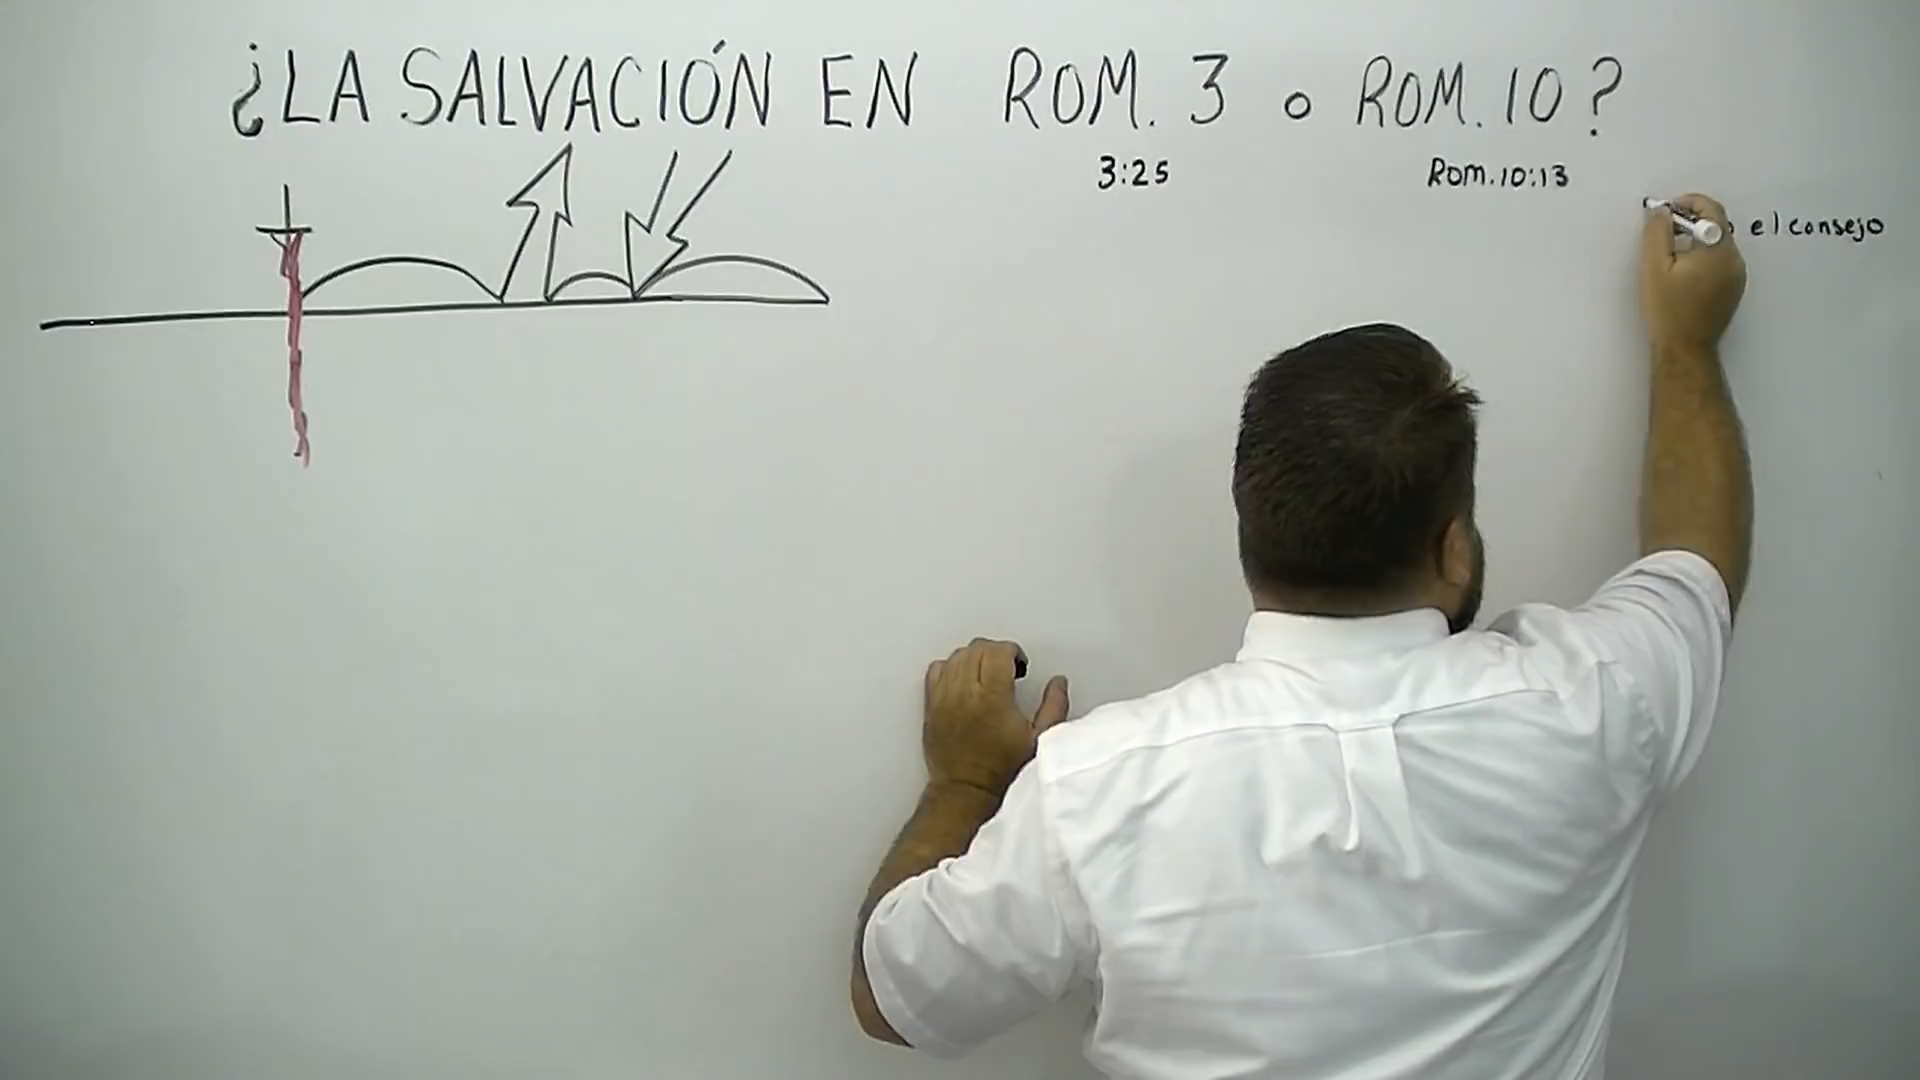 ¿LA SALVACIÓN EN ROM. 3 o ROM. 10?
3:25
Rom. 10:13
el consejo